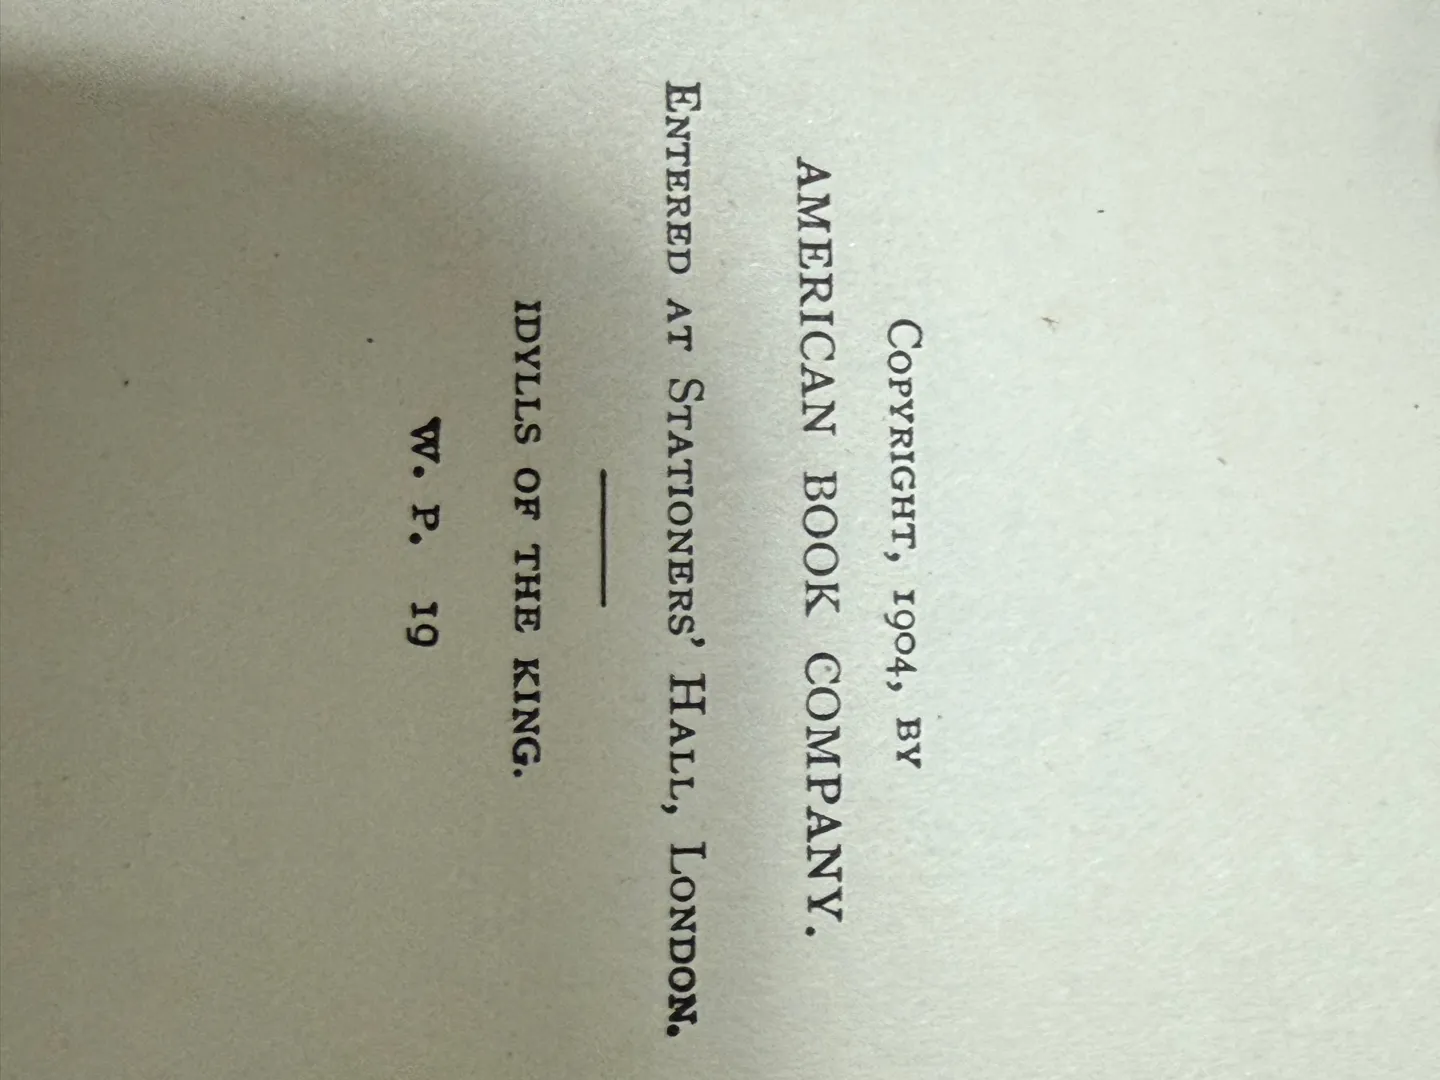 Copyright, 1904, by
AMERICAN BOOK COMPANY.
Entered at Stationers' Hall, London.
IDYLLS OF THE KING.
W. P. 19